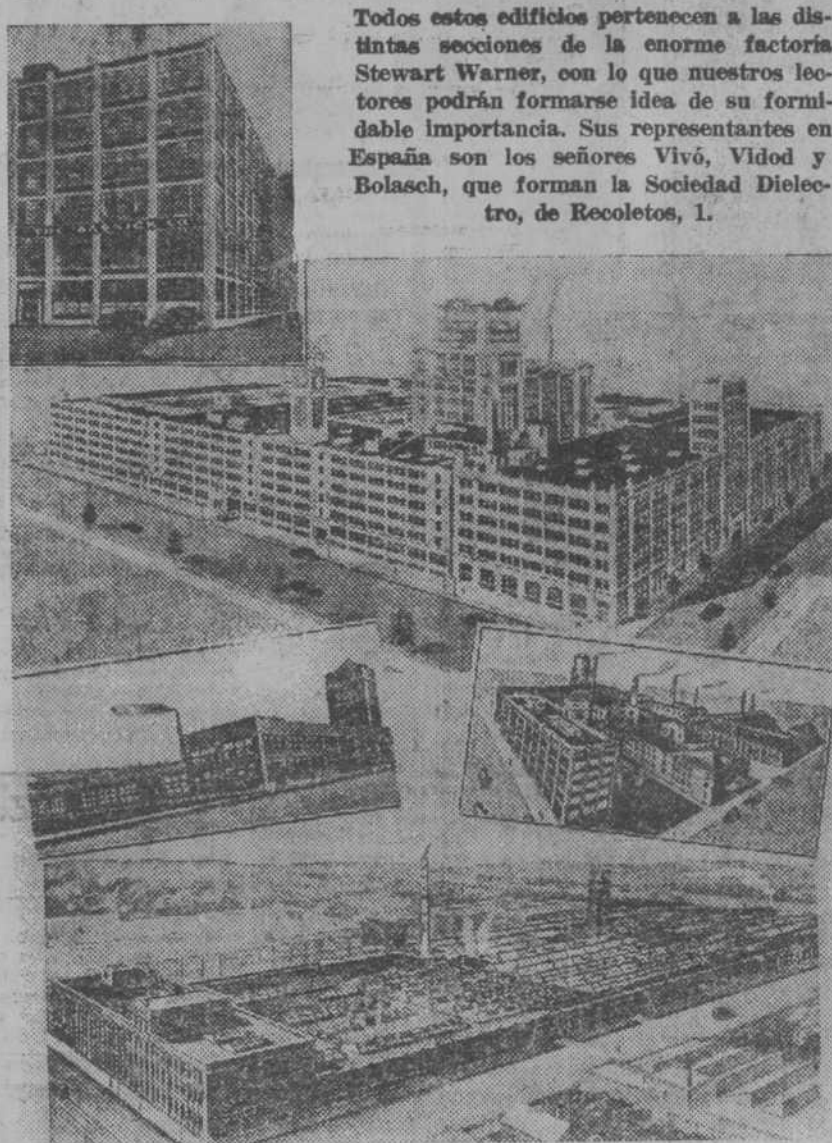 Todos estos edificios pertenecen a las dis-
tintas secciones de la enorme factoría
Stewart Warner, con lo que nuestros lec-
tores podrán formarse idea de su formi-
dable importancia. Sus representantes en
España son los señores Vivó, Vidod y
Bolasch, que forman la Sociedad Dielec-
tro, de Recoletos, 1.